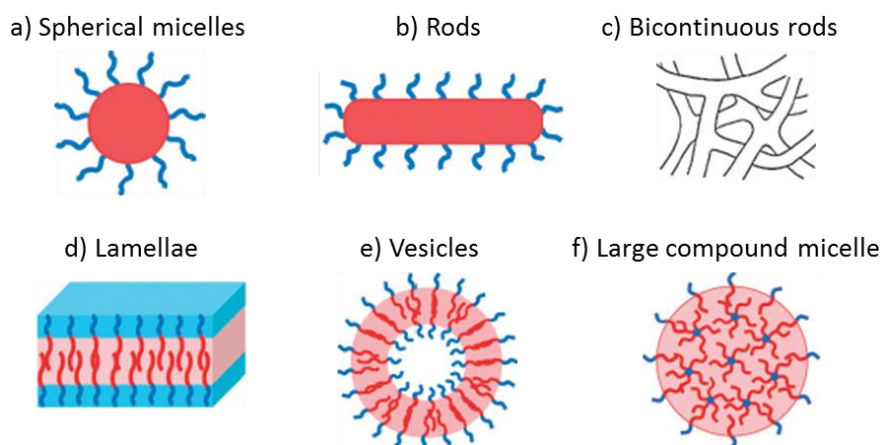 a) Spherical micelles
b) Rods
c) Bicontinuous rods
d) Lamellae
e) Vesicles
f) Large compound micelle